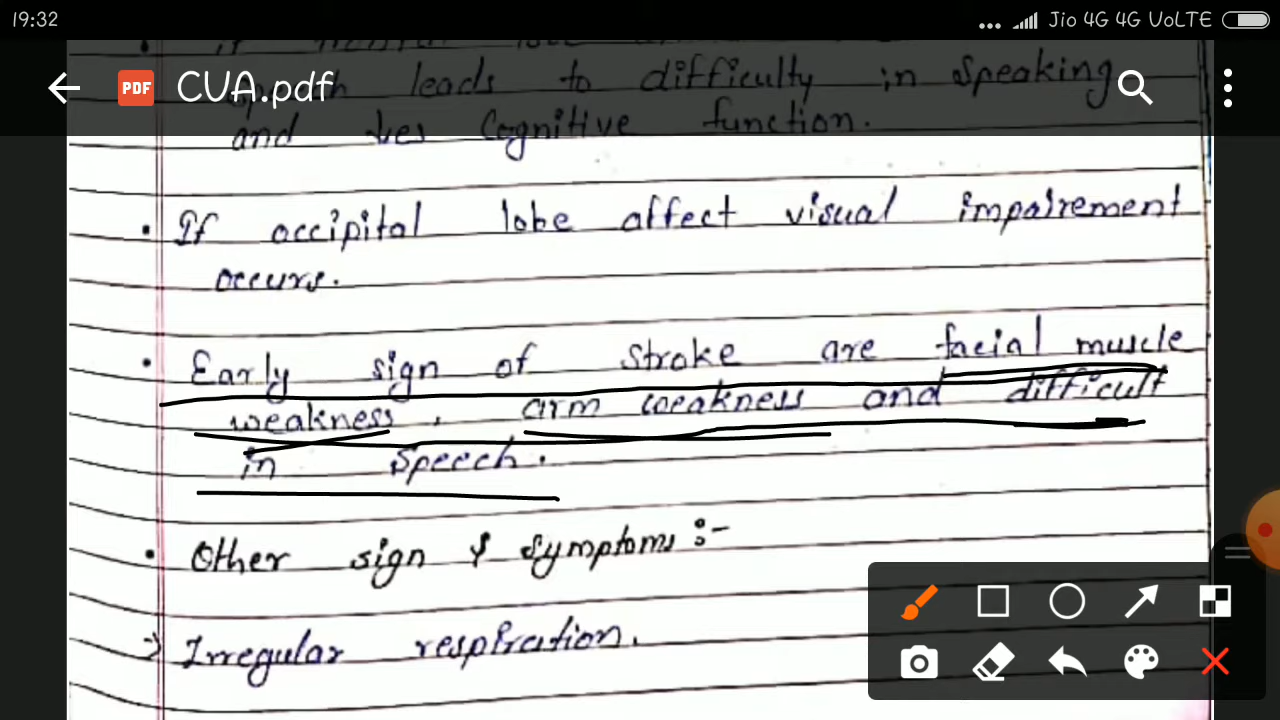 19:32
Jio 4G 4G VoLTE
PDF CUA.pdf
leads to difficulty in speaking
and Cognitive function.
• If occipital lobe affect visual impairement
occurs.
• Early sign of stroke are facial muscle
weakness, arm weakness and difficult
in speech.
• Other sign & symptoms :-
→ Irregular respiration.